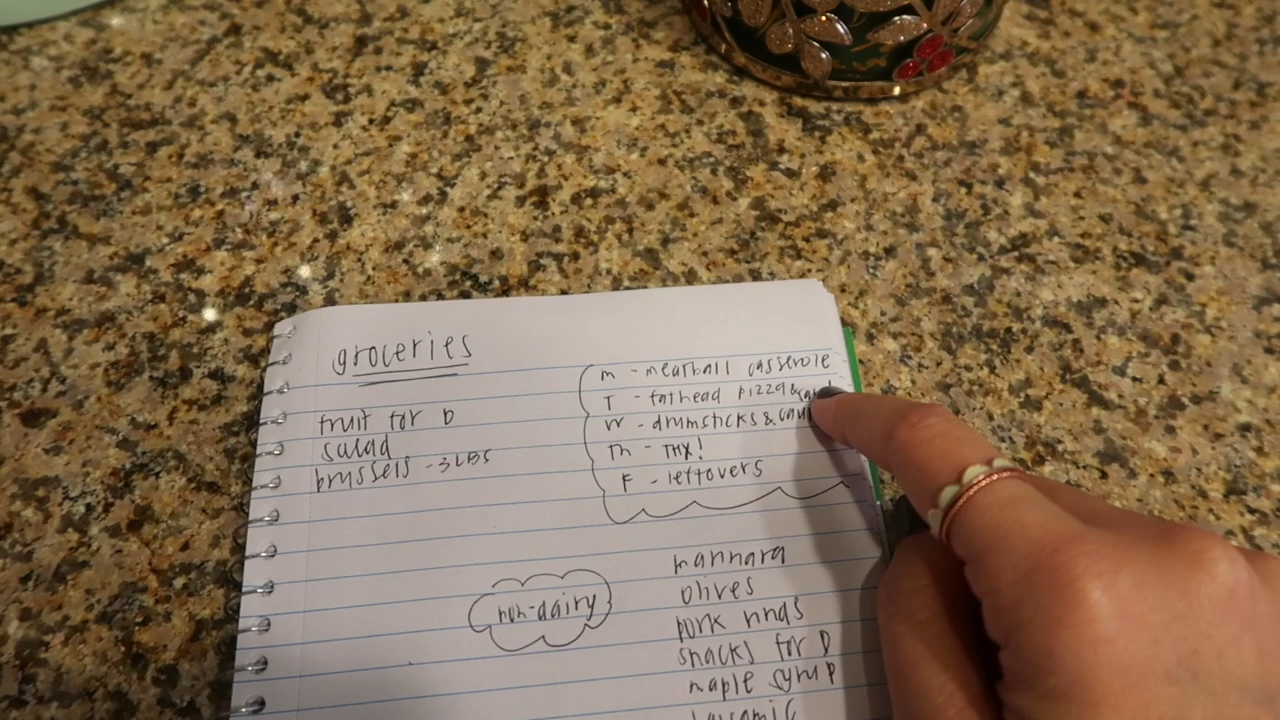 groceries
fruit for D
salad
brussels - 3LBS
M - meatball casserole
T - fathead pizza &
W - drumsticks &
Th - THX!
F - leftovers
non-dairy
marinara
olives
pork rinds
snacks for D
maple syrup
balsamic